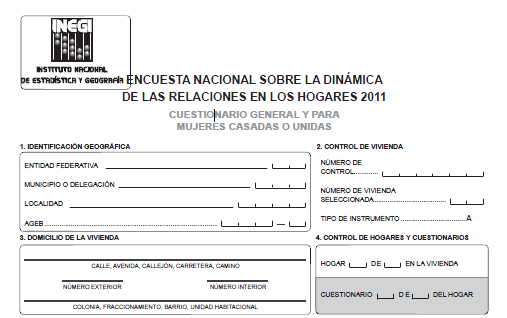 INEGI
INSTITUTO NACIONAL
DE ESTADÍSTICA Y GEOGRAFÍA
ENCUESTA NACIONAL SOBRE LA DINÁMICA
DE LAS RELACIONES EN LOS HOGARES 2011
CUESTIONARIO GENERAL Y PARA
MUJERES CASADAS O UNIDAS
1. IDENTIFICACIÓN GEOGRÁFICA
ENTIDAD FEDERATIVA
MUNICIPIO O DELEGACIÓN
LOCALIDAD
AGEB
2. CONTROL DE VIVIENDA
NÚMERO DE
CONTROL
NÚMERO DE VIVIENDA
SELECCIONADA
TIPO DE INSTRUMENTO A
3. DOMICILIO DE LA VIVIENDA
CALLE, AVENIDA, CALLEJÓN, CARRETERA, CAMINO
NÚMERO EXTERIOR NÚMERO INTERIOR
COLONIA, FRACCIONAMIENTO, BARRIO, UNIDAD HABITACIONAL
4. CONTROL DE HOGARES Y CUESTIONARIOS
HOGAR DE EN LA VIVIENDA
CUESTIONARIO D E DEL HOGAR